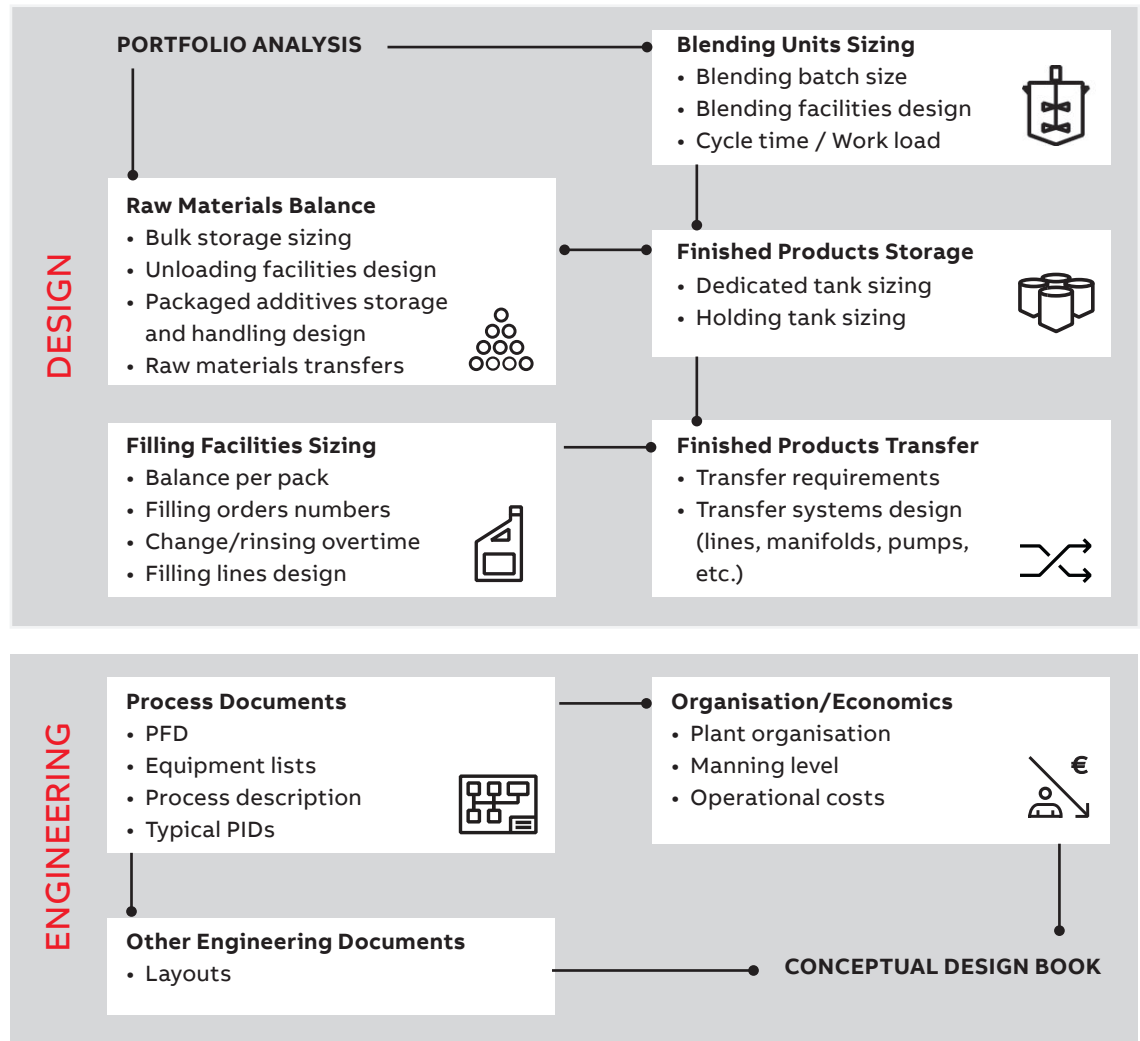 DESIGN
PORTFOLIO ANALYSIS
Blending Units Sizing
• Blending batch size
• Blending facilities design
• Cycle time / Work load
Raw Materials Balance
• Bulk storage sizing
• Unloading facilities design
• Packaged additives storage
and handling design
• Raw materials transfers
Finished Products Storage
• Dedicated tank sizing
• Holding tank sizing
Filling Facilities Sizing
• Balance per pack
• Filling orders numbers
• Change/rinsing overtime
• Filling lines design
Finished Products Transfer
• Transfer requirements
• Transfer systems design
(lines, manifolds, pumps,
etc.)
ENGINEERING
Process Documents
• PFD
• Equipment lists
• Process description
• Typical PIDs
Organisation/Economics
• Plant organisation
• Manning level
• Operational costs
€
Other Engineering Documents
• Layouts
CONCEPTUAL DESIGN BOOK